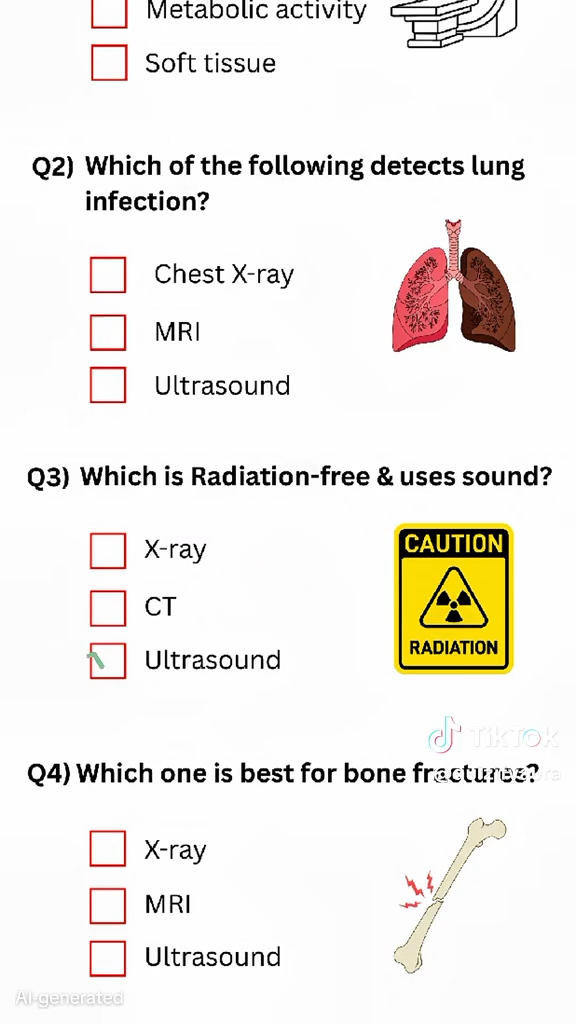 Metabolic activity
Soft tissue
Q2) Which of the following detects lung
infection?
Chest X-ray
MRI
Ultrasound
Q3) Which is Radiation-free & uses sound?
X-ray
CT
Ultrasound
CAUTION
RADIATION
TikTok
Q4) Which one is best for bone fractures?
X-ray
MRI
Ultrasound
AI-generated